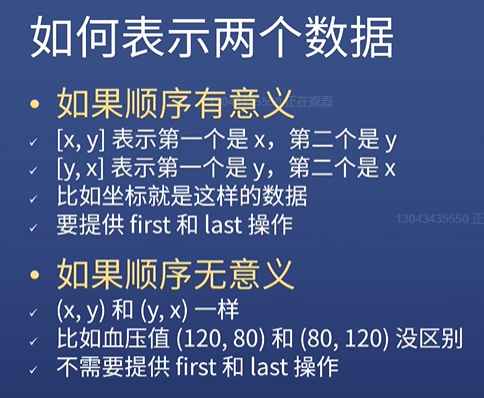 如何表示两个数据
• 如果顺序有意义
✓ [x, y] 表示第一个是 x，第二个是 y
✓ [y, x] 表示第一个是 y，第二个是 x
✓ 比如坐标就是这样的数据
✓ 要提供 first 和 last 操作
13043435550 正
• 如果顺序无意义
✓ (x, y) 和 (y, x) 一样
✓ 比如血压值 (120, 80) 和 (80, 120) 没区别
✓ 不需要提供 first 和 last 操作